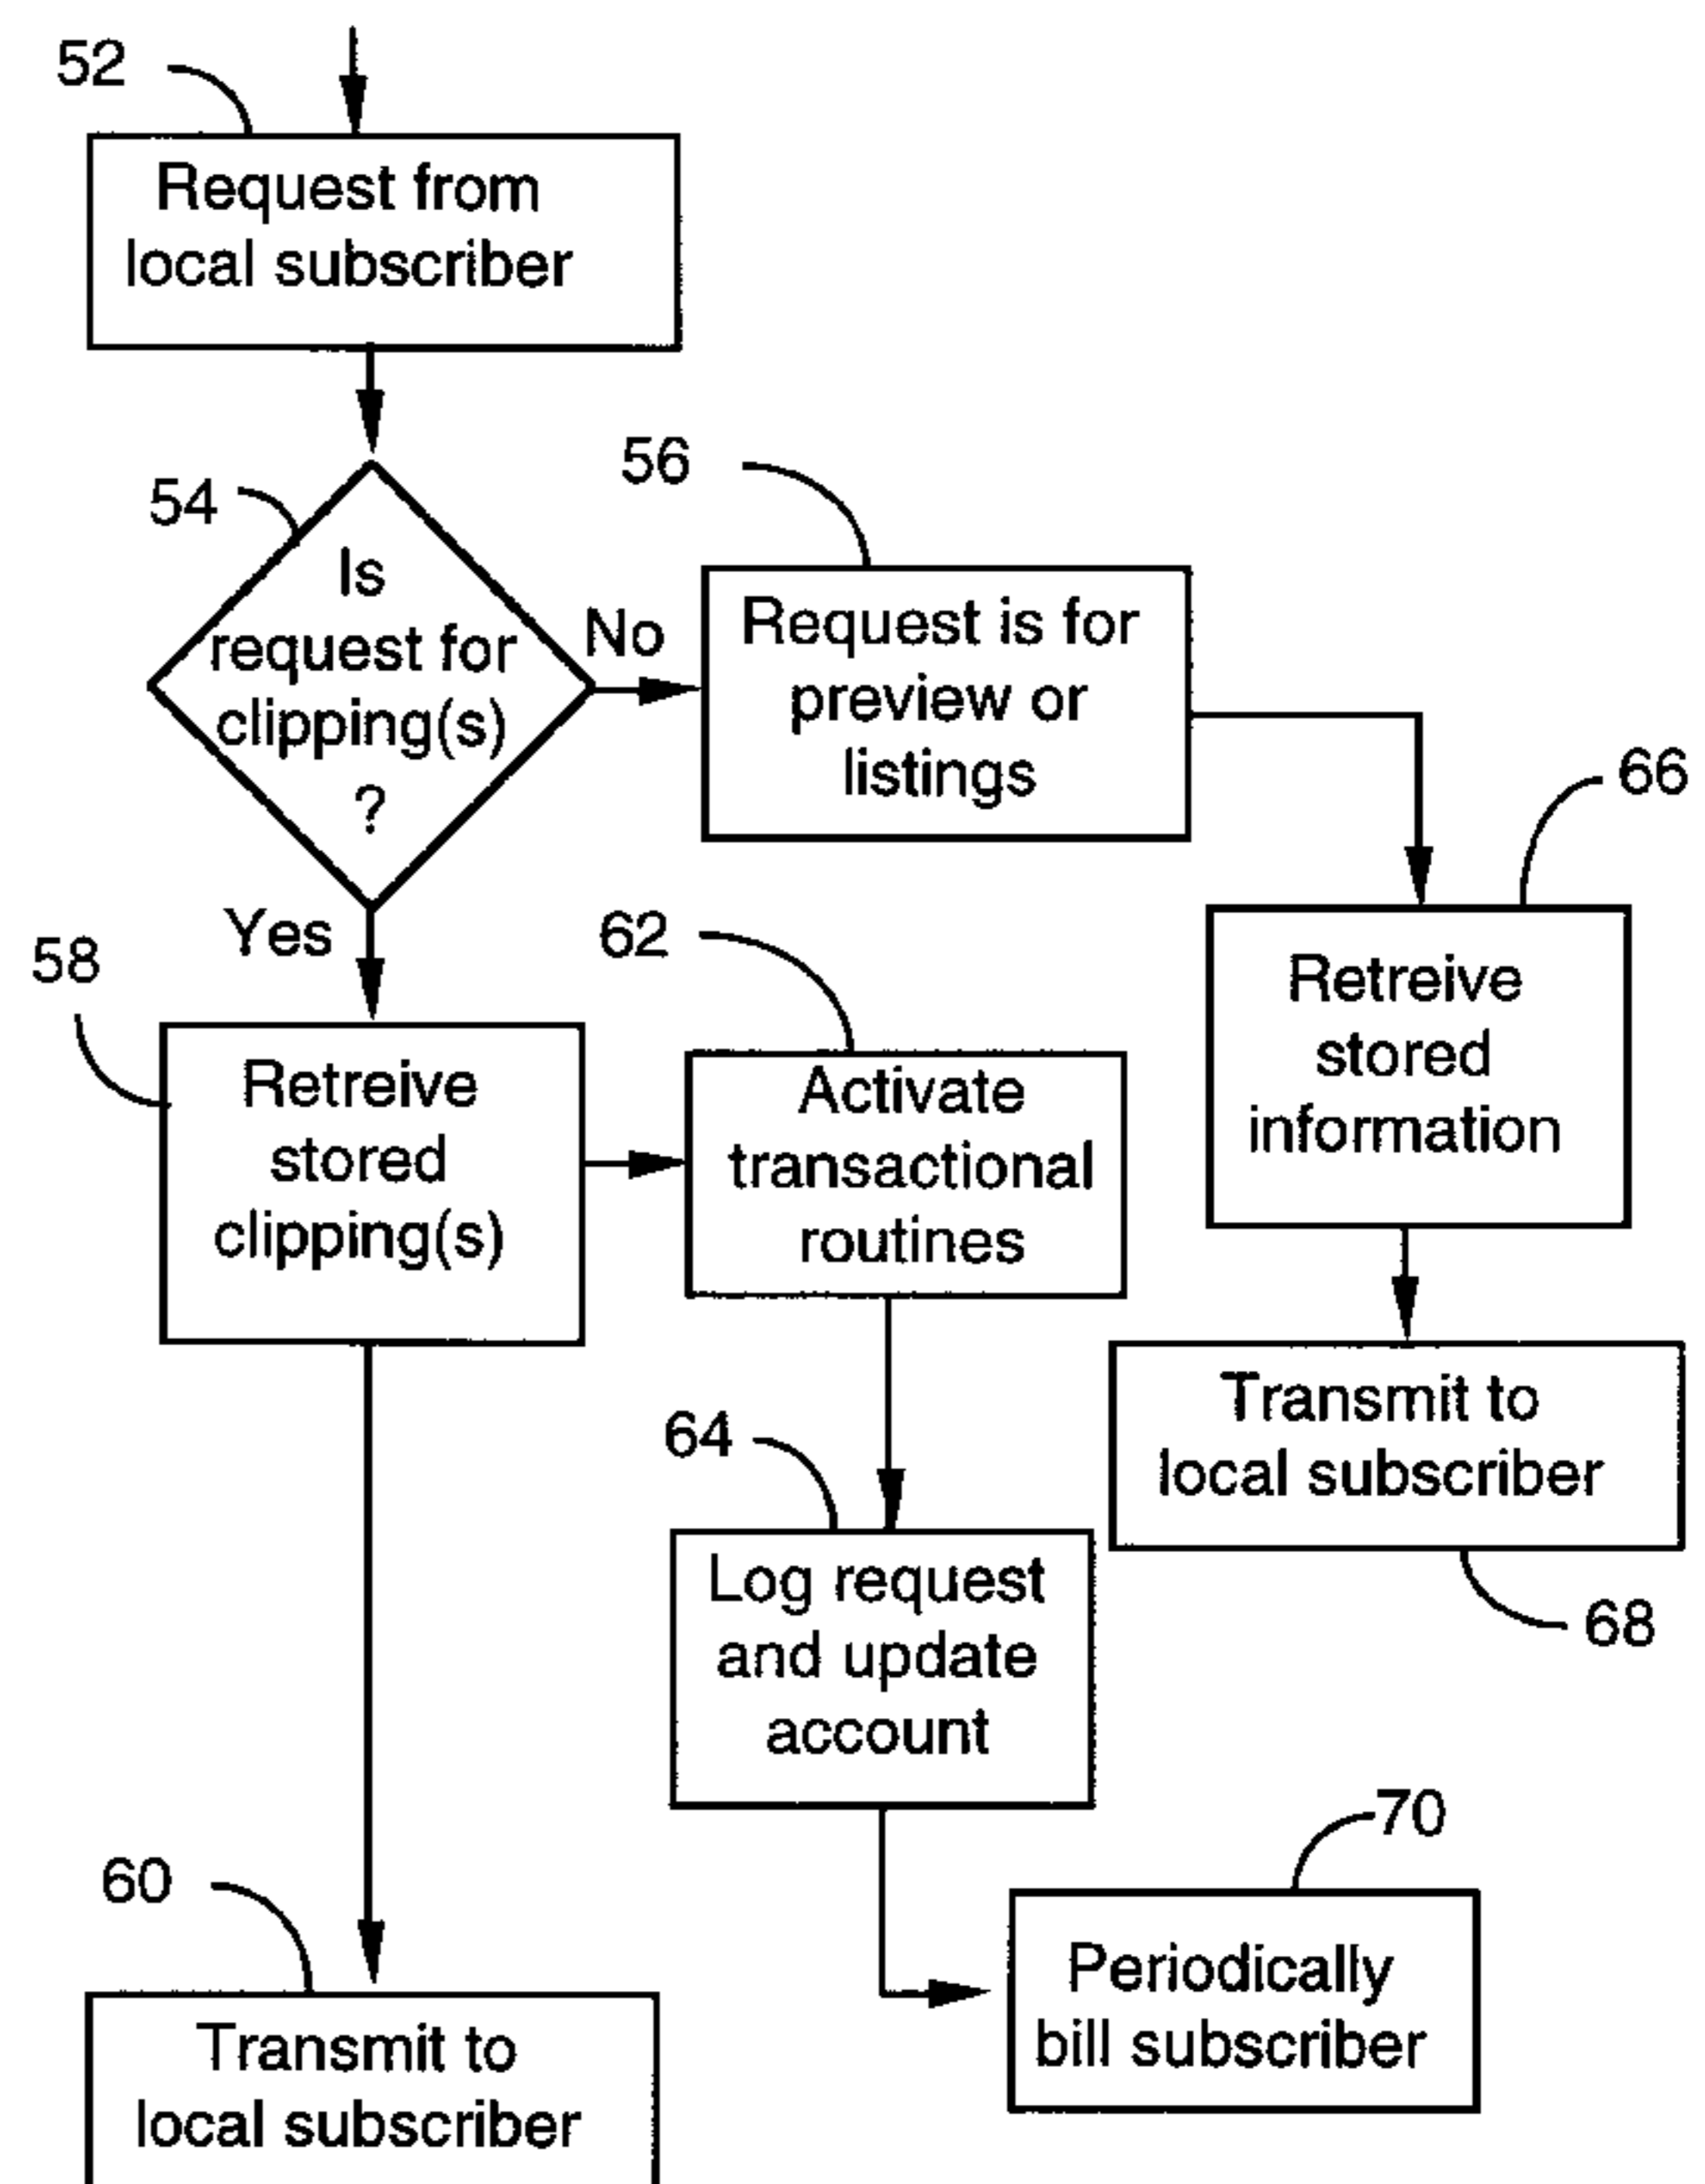 52
Request from
local subscriber
54
Is
request for
clipping(s)
?
No
Yes
56
Request is for
preview or
listings
66
Retreive
stored
information
58
Retreive
stored
clipping(s)
62
Activate
transactional
routines
Transmit to
local subscriber
68
64
Log request
and update
account
70
Periodically
bill subscriber
60
Transmit to
local subscriber